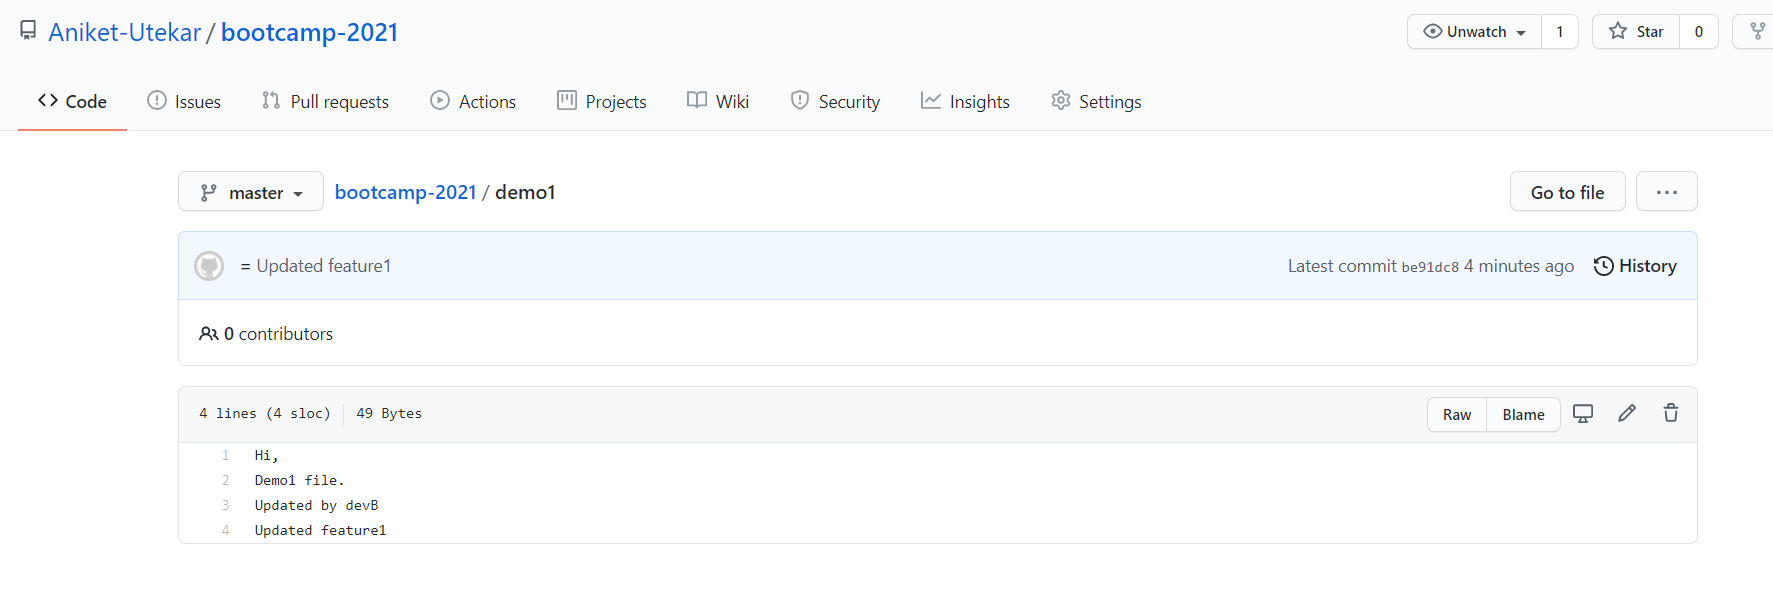 Aniket-Utekar / bootcamp-2021
Unwatch 1 Star 0
Code Issues Pull requests Actions Projects Wiki Security Insights Settings
master bootcamp-2021 / demo1 Go to file ...
= Updated feature1 Latest commit be91dc8 4 minutes ago History
0 contributors
4 lines (4 sloc) 49 Bytes Raw Blame
1 Hi,
2 Demo1 file.
3 Updated by devB
4 Updated feature1